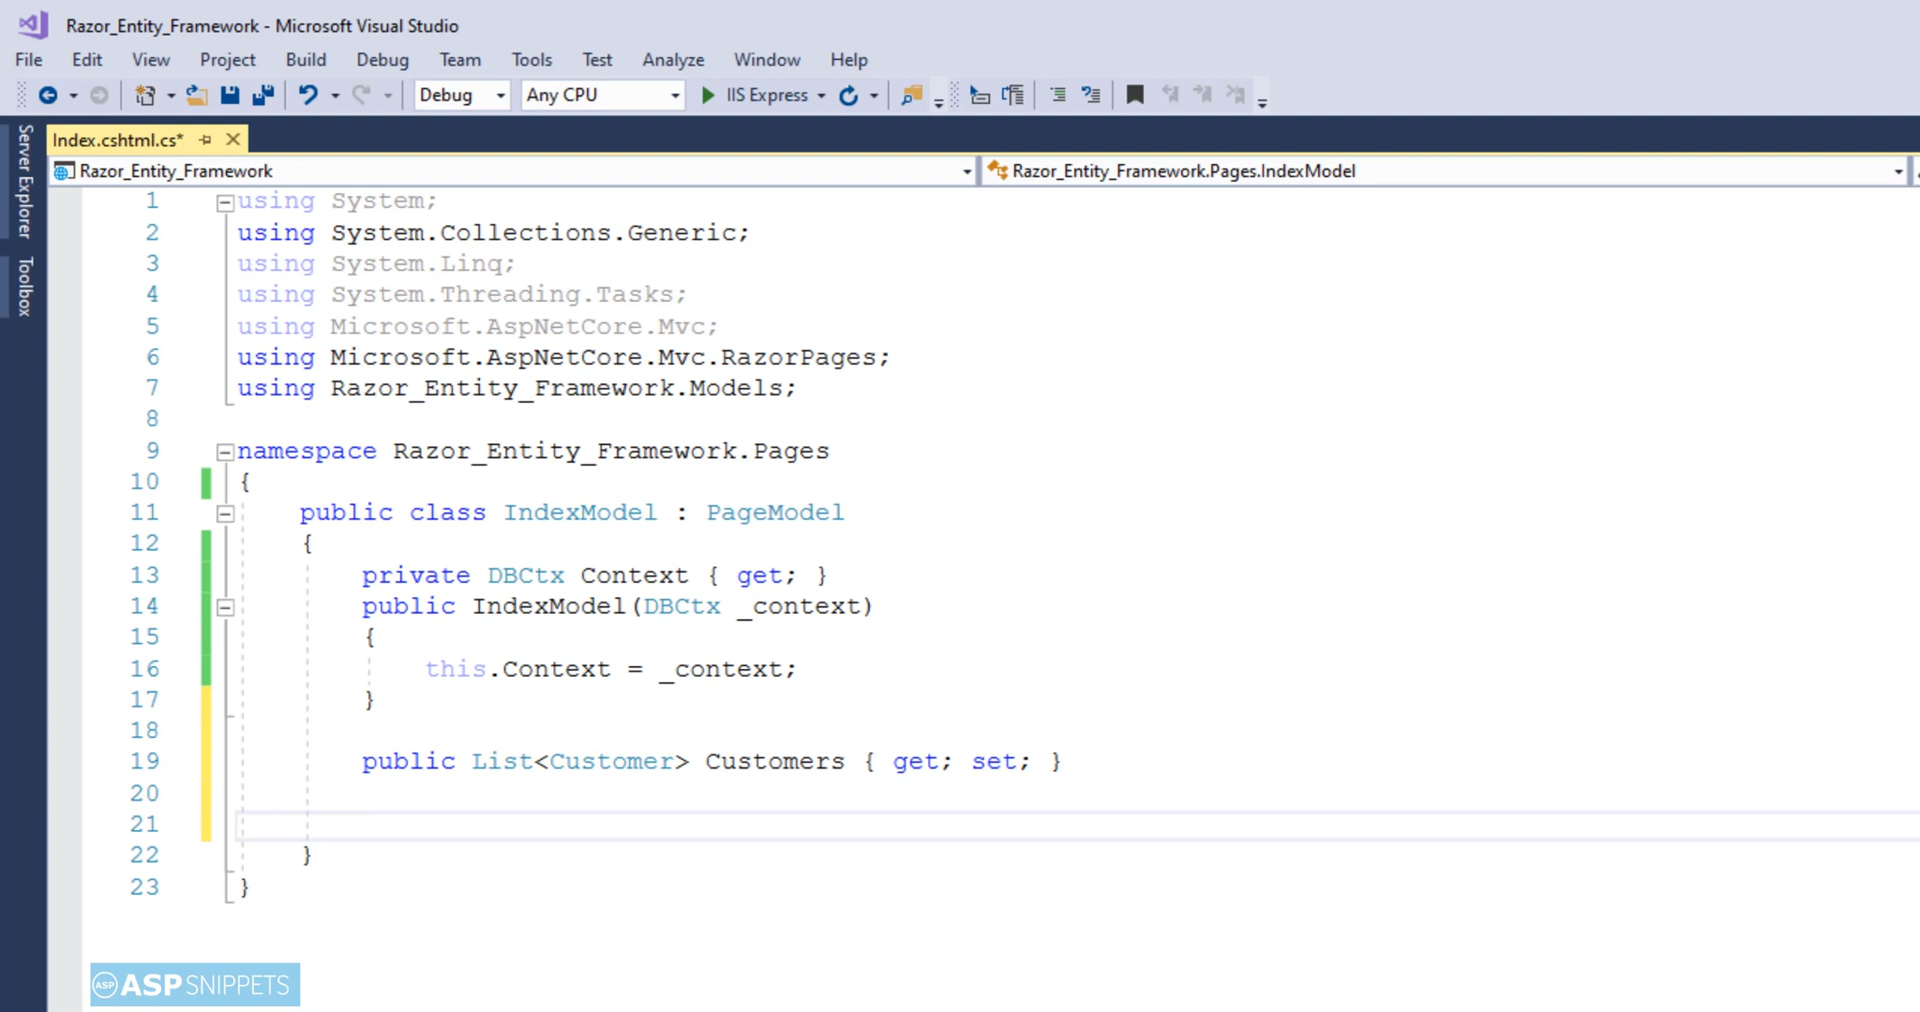 Razor_Entity_Framework - Microsoft Visual Studio
File Edit View Project Build Debug Team Tools Test Analyze Window Help
Debug Any CPU IIS Express
Server Explorer
Toolbox
Index.cshtml.cs*
Razor_Entity_Framework Razor_Entity_Framework.Pages.IndexModel
1 using System;
2 using System.Collections.Generic;
3 using System.Linq;
4 using System.Threading.Tasks;
5 using Microsoft.AspNetCore.Mvc;
6 using Microsoft.AspNetCore.Mvc.RazorPages;
7 using Razor_Entity_Framework.Models;
8
9 namespace Razor_Entity_Framework.Pages
10 {
11 public class IndexModel : PageModel
12 {
13 private DBCtx Context { get; }
14 public IndexModel(DBCtx _context)
15 {
16 this.Context = _context;
17 }
18
19 public List<Customer> Customers { get; set; }
20
21
22 }
23 }
ASP ASPSNIPPETS